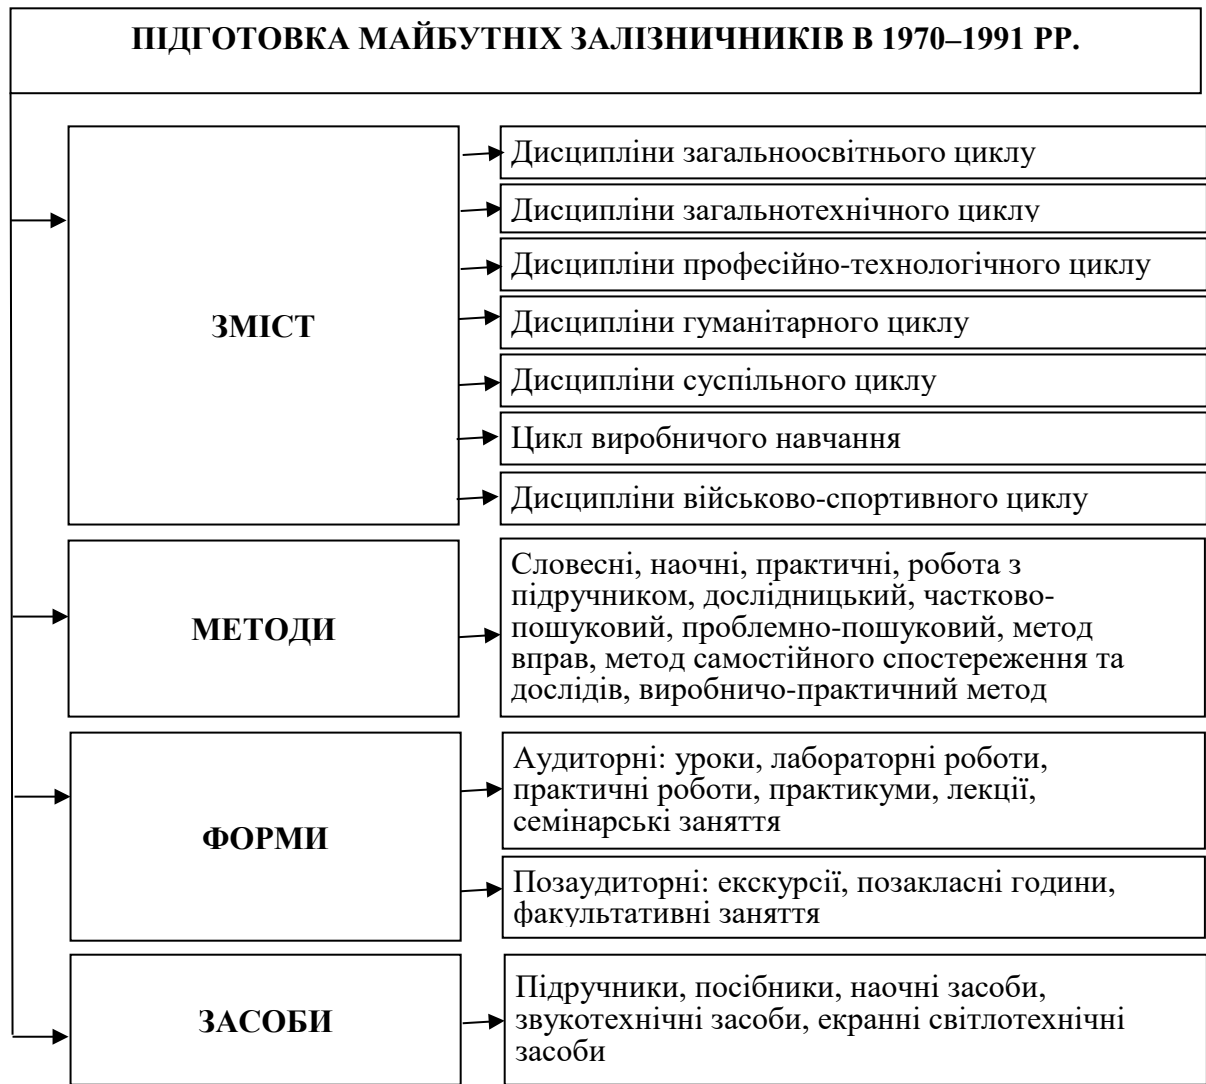 ПІДГОТОВКА МАЙБУТНІХ ЗАЛІЗНИЧНИКІВ В 1970–1991 РР.
ЗМІСТ
Дисципліни загальноосвітнього циклу
Дисципліни загальнотехнічного циклу
Дисципліни професійно-технологічного циклу
Дисципліни гуманітарного циклу
Дисципліни суспільного циклу
Цикл виробничого навчання
Дисципліни військово-спортивного циклу
МЕТОДИ
Словесні, наочні, практичні, робота з
підручником, дослідницький, частково-
пошуковий, проблемно-пошуковий, метод
вправ, метод самостійного спостереження та
дослідів, виробничо-практичний метод
ФОРМИ
Аудиторні: уроки, лабораторні роботи,
практичні роботи, практикуми, лекції,
семінарські заняття
Позаудиторні: екскурсії, позакласні години,
факультативні заняття
ЗАСОБИ
Підручники, посібники, наочні засоби,
звукотехнічні засоби, екранні світлотехнічні
засоби